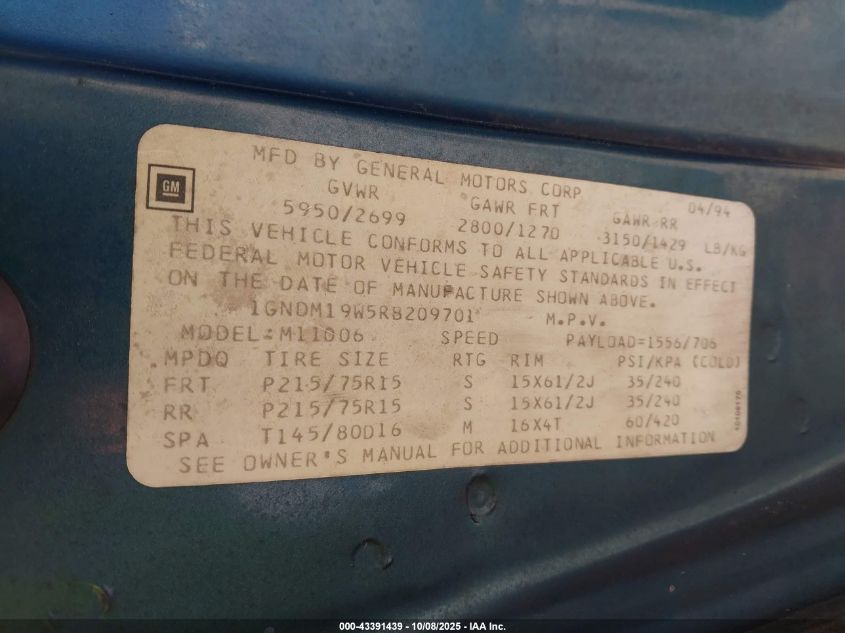 MFD BY GENERAL MOTORS CORP 04/94
GM
GVWR GAWR FRT GAWR RR
5950/2699 2800/1270 3150/1429 LB/KG
THIS VEHICLE CONFORMS TO ALL APPLICABLE U.S.
FEDERAL MOTOR VEHICLE SAFETY STANDARDS IN EFFECT
ON THE DATE OF MANUFACTURE SHOWN ABOVE.
1GNDM19W5RB209701 M.P.V.
MODEL: M11006 SPEED PAYLOAD=1556/706
MPDQ TIRE SIZE RTG RIM PSI/KPA (COLD)
FRT P215/75R15 S 15X61/2J 35/240
RR P215/75R15 S 15X61/2J 35/240
SPA T145/80D16 M 16X4T 60/420
SEE OWNER'S MANUAL FOR ADDITIONAL INFORMATION
000-43391439 - 10/08/2025 - IAA Inc.